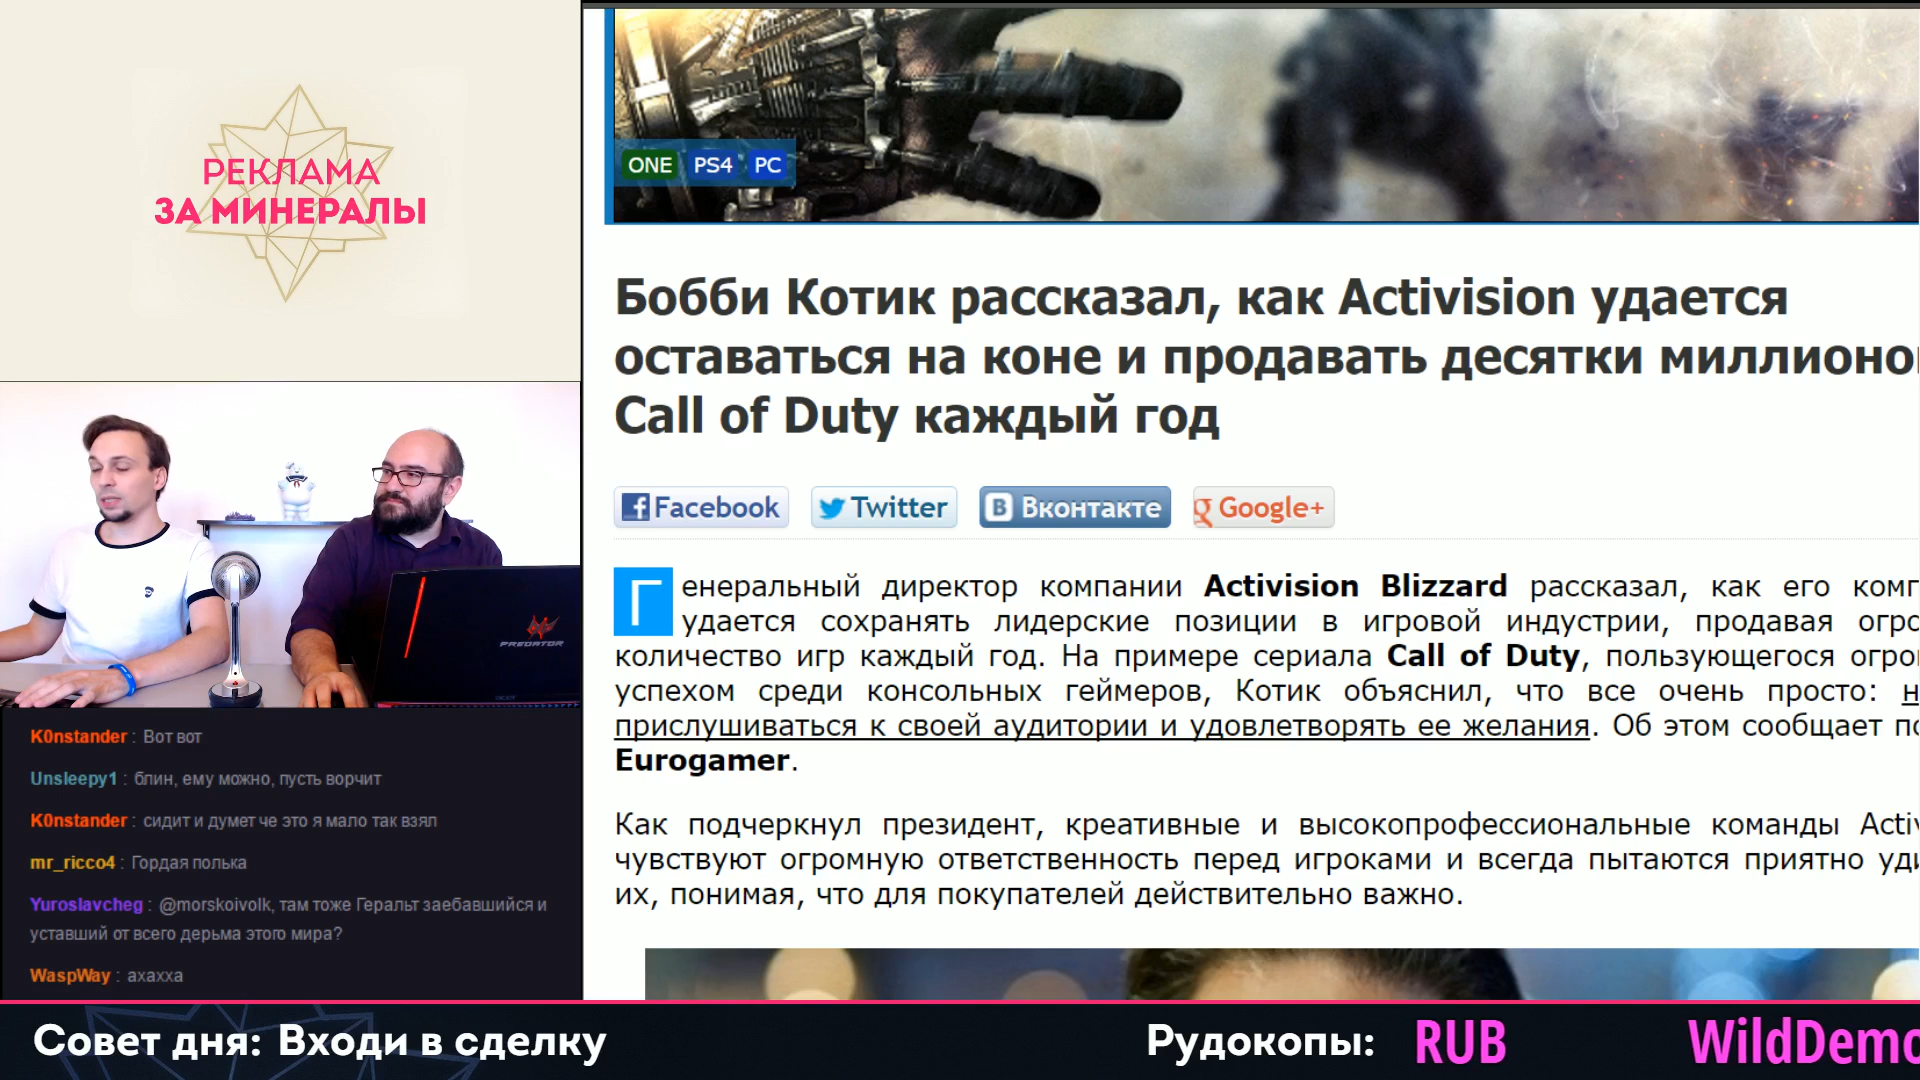 РЕКЛАМА
ЗА МИНЕРАЛЫ
PREDATOR
acer
K0nstander : Вот вот
Unsleepy1 : блин, ему можно, пусть ворчит
K0nstander : сидит и думет че это я мало так взял
mr_ricco4 : Гордая полька
Yuroslavcheg : @morskoivolk, там тоже Геральт заебавшийся и
уставший от всего дерьма этого мира?
WaspWay : ахахха
ONE PS4 PC
Бобби Котик рассказал, как Activision удается
оставаться на коне и продавать десятки миллионо
Call of Duty каждый год
Facebook Twitter Вконтакте Google+
Генеральный директор компании Activision Blizzard рассказал, как его комп
удается сохранять лидерские позиции в игровой индустрии, продавая огро
количество игр каждый год. На примере сериала Call of Duty, пользующегося огро
успехом среди консольных геймеров, Котик объяснил, что все очень просто: н
прислушиваться к своей аудитории и удовлетворять ее желания. Об этом сообщает по
Eurogamer.
Как подчеркнул президент, креативные и высокопрофессиональные команды Activ
чувствуют огромную ответственность перед игроками и всегда пытаются приятно уди
их, понимая, что для покупателей действительно важно.
Совет дня: Входи в сделку
Рудокопы: RUB WildDemo